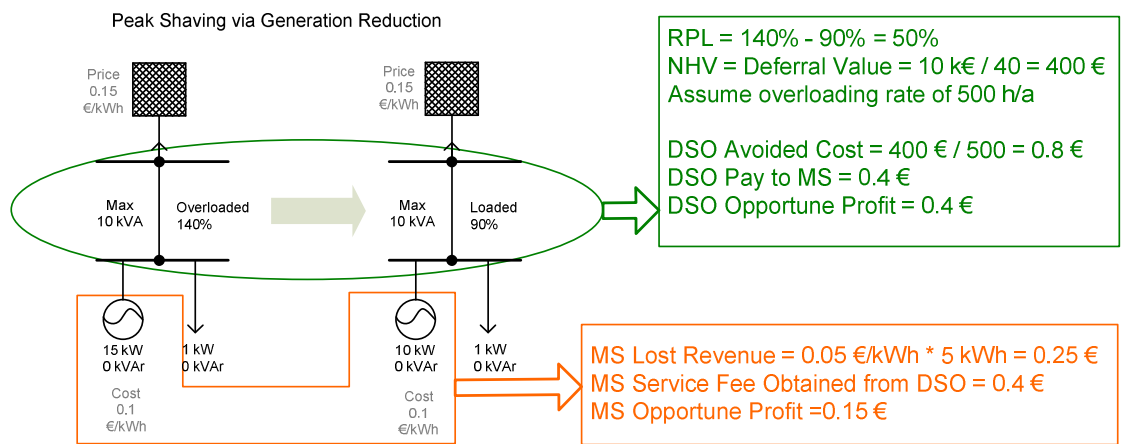 Peak Shaving via Generation Reduction
Price
0.15
€/kWh
Price
0.15
€/kWh
Max
10 kVA
Overloaded
140%
Max
10 kVA
Loaded
90%
15 kW
0 kVAr
1 kW
0 kVAr
10 kW
0 kVAr
1 kW
0 kVAr
Cost
0.1
€/kWh
Cost
0.1
€/kWh
RPL = 140% - 90% = 50%
NHV = Deferral Value = 10 k€ / 40 = 400 €
Assume overloading rate of 500 h/a
DSO Avoided Cost = 400 € / 500 = 0.8 €
DSO Pay to MS = 0.4 €
DSO Opportune Profit = 0.4 €
MS Lost Revenue = 0.05 €/kWh * 5 kWh = 0.25 €
MS Service Fee Obtained from DSO = 0.4 €
MS Opportune Profit =0.15 €